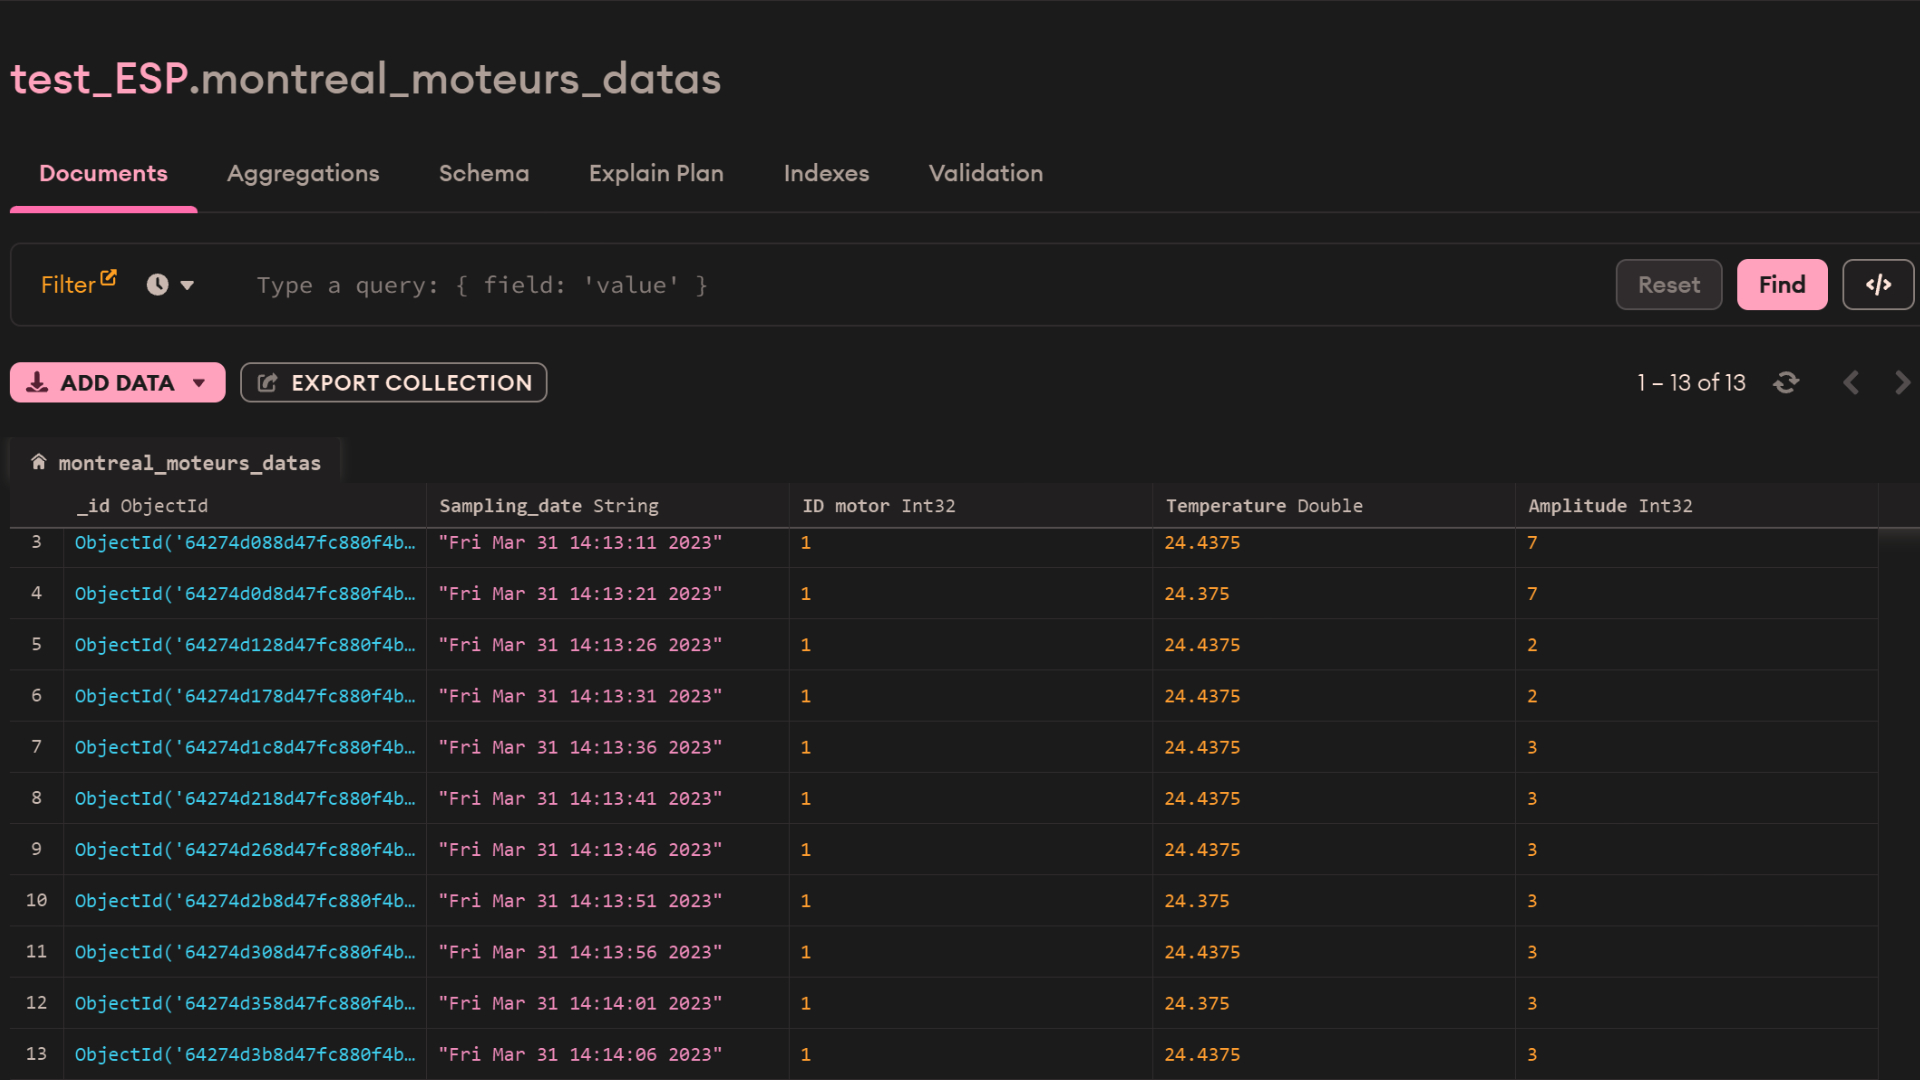 test_ESP.montreal_moteurs_datas
Documents Aggregations Schema Explain Plan Indexes Validation
Filter Type a query: { field: 'value' } Reset Find </>
ADD DATA EXPORT COLLECTION 1 – 13 of 13
montreal_moteurs_datas
_id ObjectId Sampling_date String ID motor Int32 Temperature Double Amplitude Int32
3 ObjectId('64274d088d47fc880f4b… "Fri Mar 31 14:13:11 2023" 1 24.4375 7
4 ObjectId('64274d0d8d47fc880f4b… "Fri Mar 31 14:13:21 2023" 1 24.375 7
5 ObjectId('64274d128d47fc880f4b… "Fri Mar 31 14:13:26 2023" 1 24.4375 2
6 ObjectId('64274d178d47fc880f4b… "Fri Mar 31 14:13:31 2023" 1 24.4375 2
7 ObjectId('64274d1c8d47fc880f4b… "Fri Mar 31 14:13:36 2023" 1 24.4375 3
8 ObjectId('64274d218d47fc880f4b… "Fri Mar 31 14:13:41 2023" 1 24.4375 3
9 ObjectId('64274d268d47fc880f4b… "Fri Mar 31 14:13:46 2023" 1 24.4375 3
10 ObjectId('64274d2b8d47fc880f4b… "Fri Mar 31 14:13:51 2023" 1 24.375 3
11 ObjectId('64274d308d47fc880f4b… "Fri Mar 31 14:13:56 2023" 1 24.4375 3
12 ObjectId('64274d358d47fc880f4b… "Fri Mar 31 14:14:01 2023" 1 24.375 3
13 ObjectId('64274d3b8d47fc880f4b… "Fri Mar 31 14:14:06 2023" 1 24.4375 3